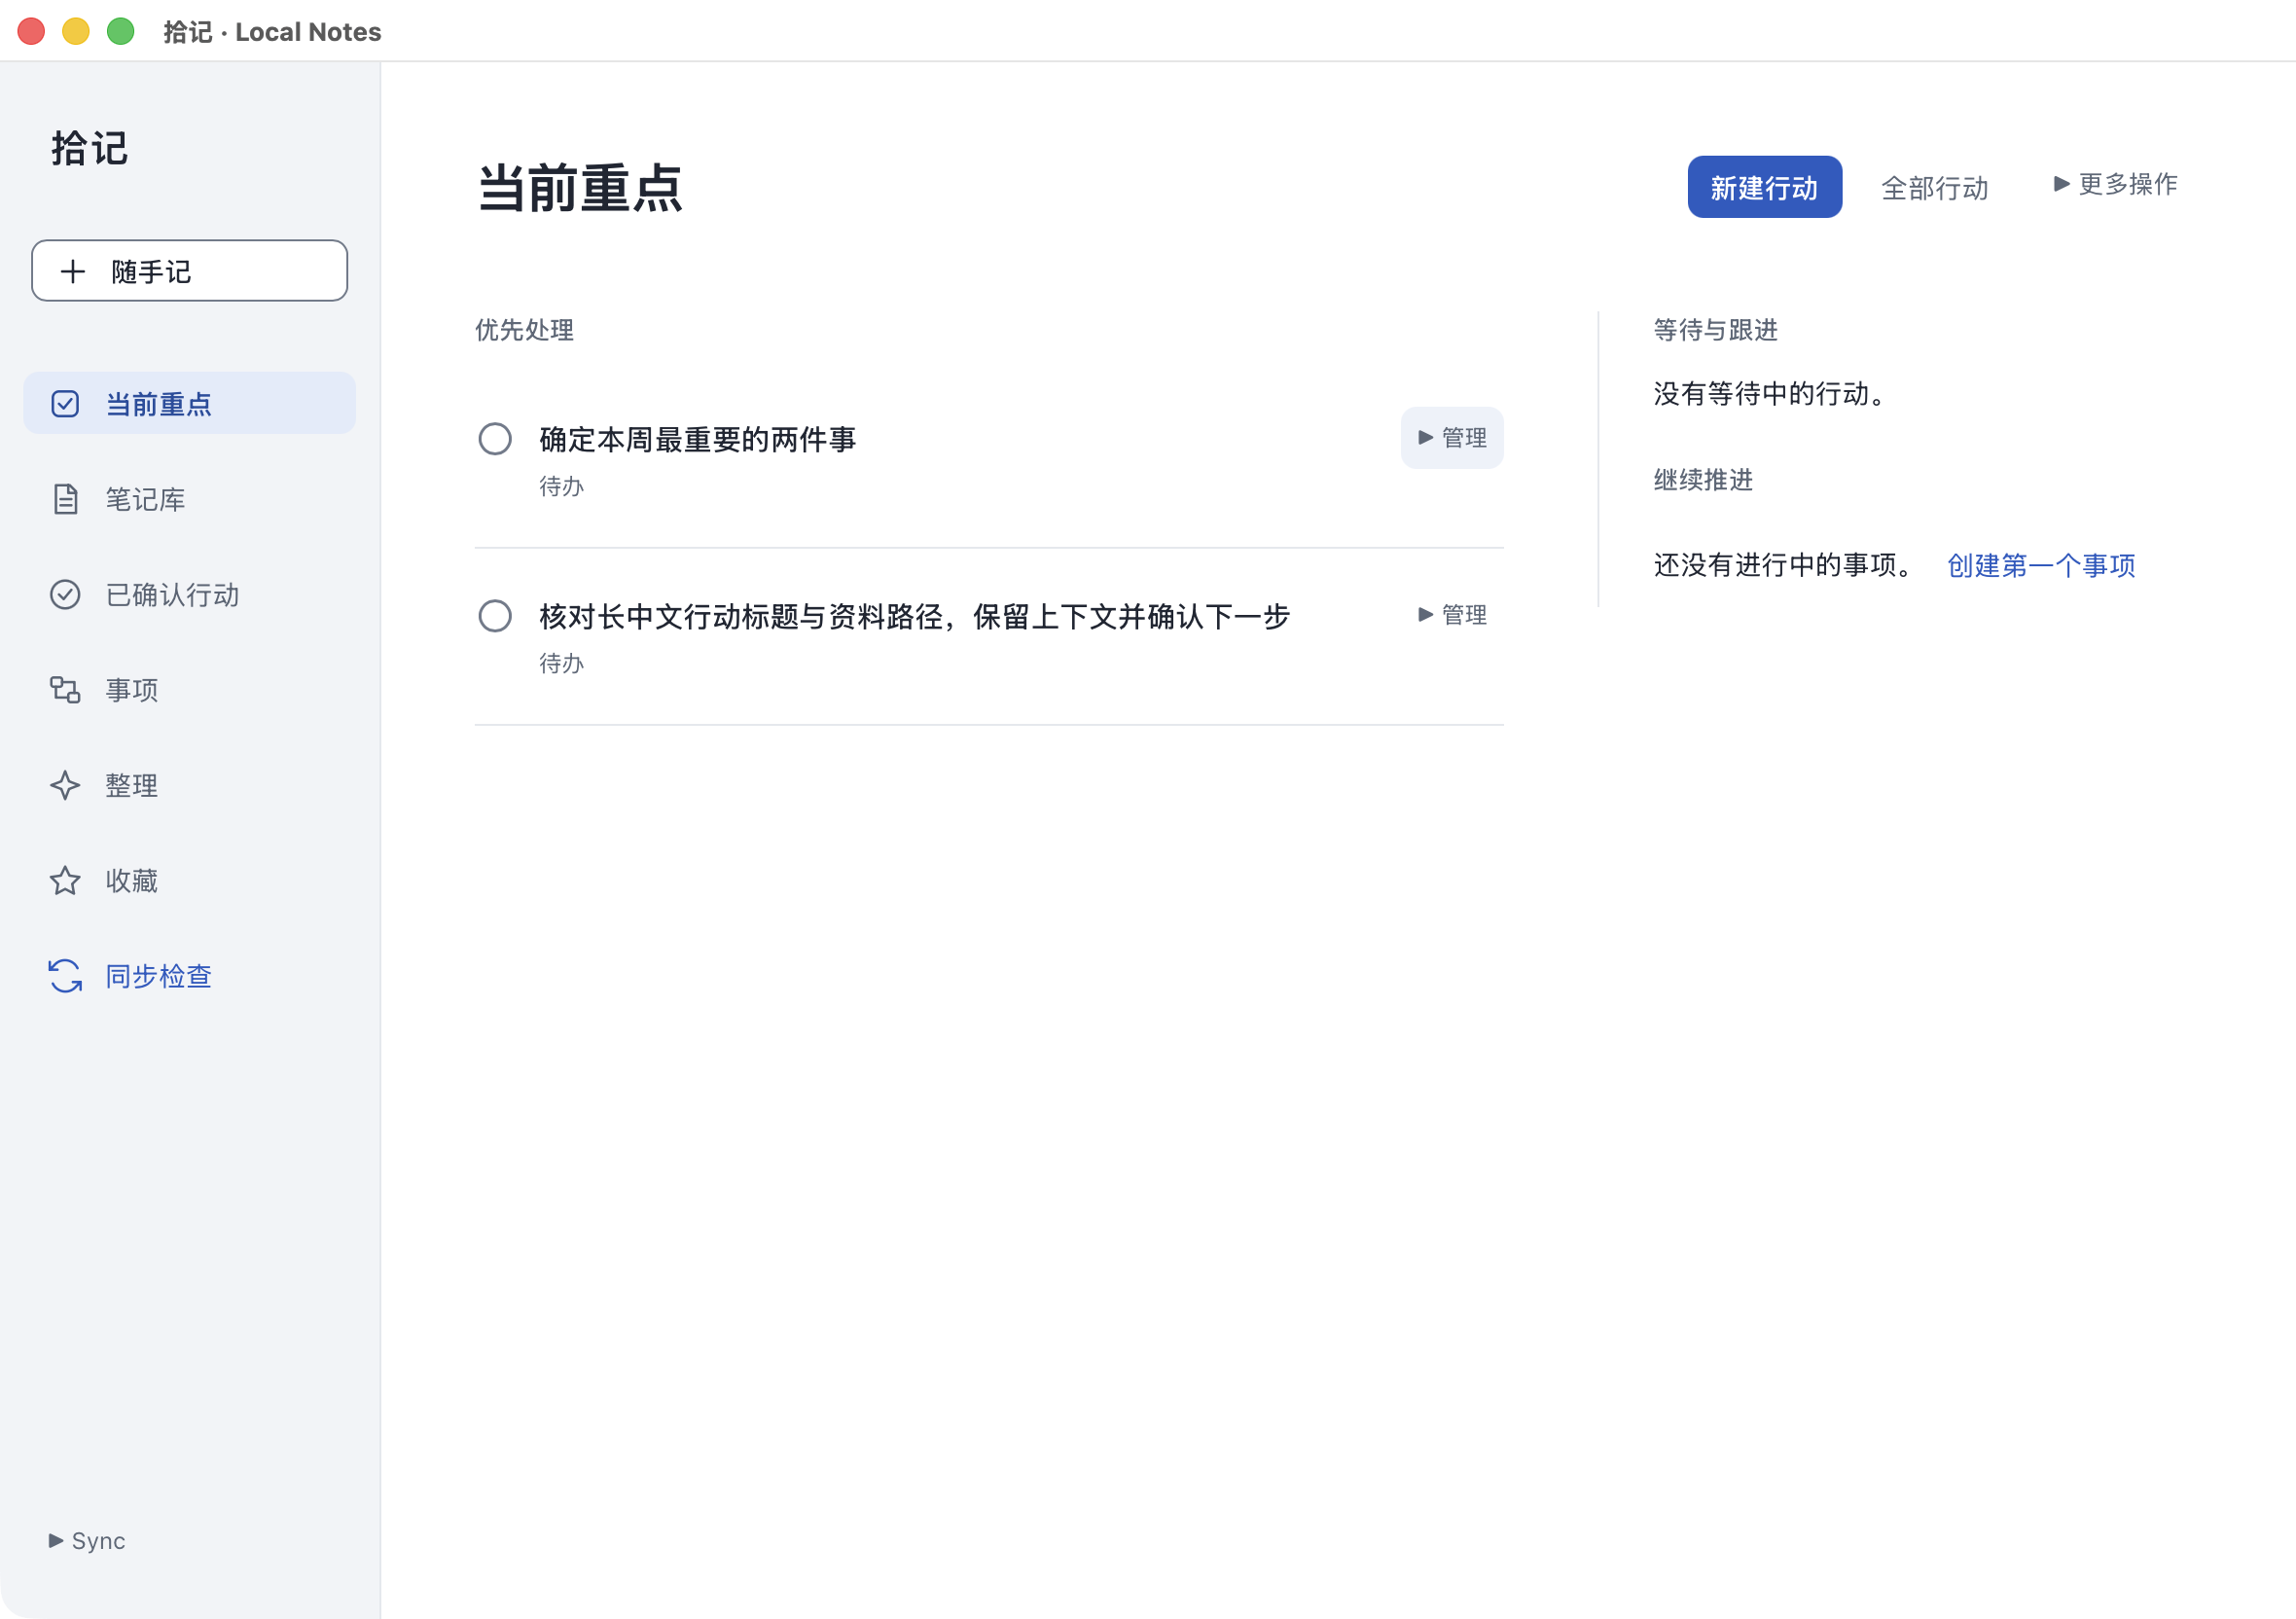 拾记 · Local Notes
拾记
随手记
当前重点
笔记库
已确认行动
事项
整理
收藏
同步检查
Sync
当前重点
新建行动
全部行动
更多操作
优先处理
确定本周最重要的两件事
待办
管理
核对长中文行动标题与资料路径，保留上下文并确认下一步
待办
管理
等待与跟进
没有等待中的行动。
继续推进
还没有进行中的事项。 创建第一个事项